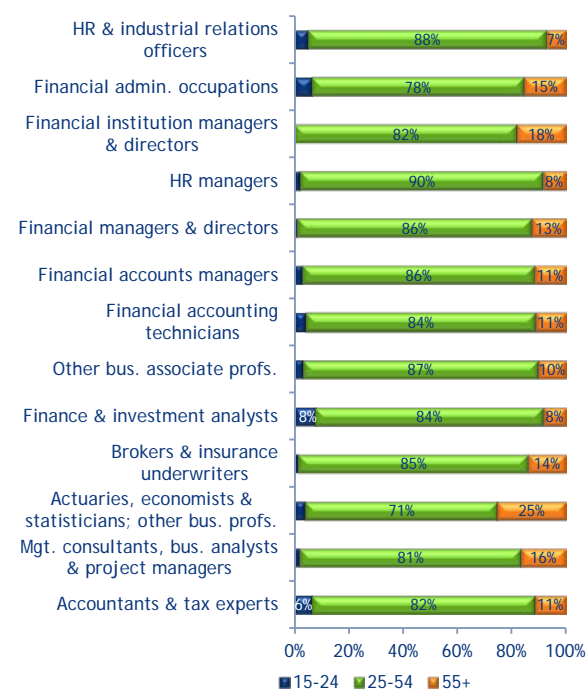 HR & industrial relations
officers
88%
7%
Financial admin. occupations
78%
15%
Financial institution managers
& directors
82%
18%
HR managers
90%
8%
Financial managers & directors
86%
13%
Financial accounts managers
86%
11%
Financial accounting
technicians
84%
11%
Other bus. associate profs.
87%
10%
Finance & investment analysts
8%
84%
8%
Brokers & insurance
underwriters
85%
14%
Actuaries, economists &
statisticians; other bus. profs.
71%
25%
Mgt. consultants, bus. analysts
& project managers
81%
16%
Accountants & tax experts
6%
82%
11%
0% 20% 40% 60% 80% 100%
15-24 25-54 55+